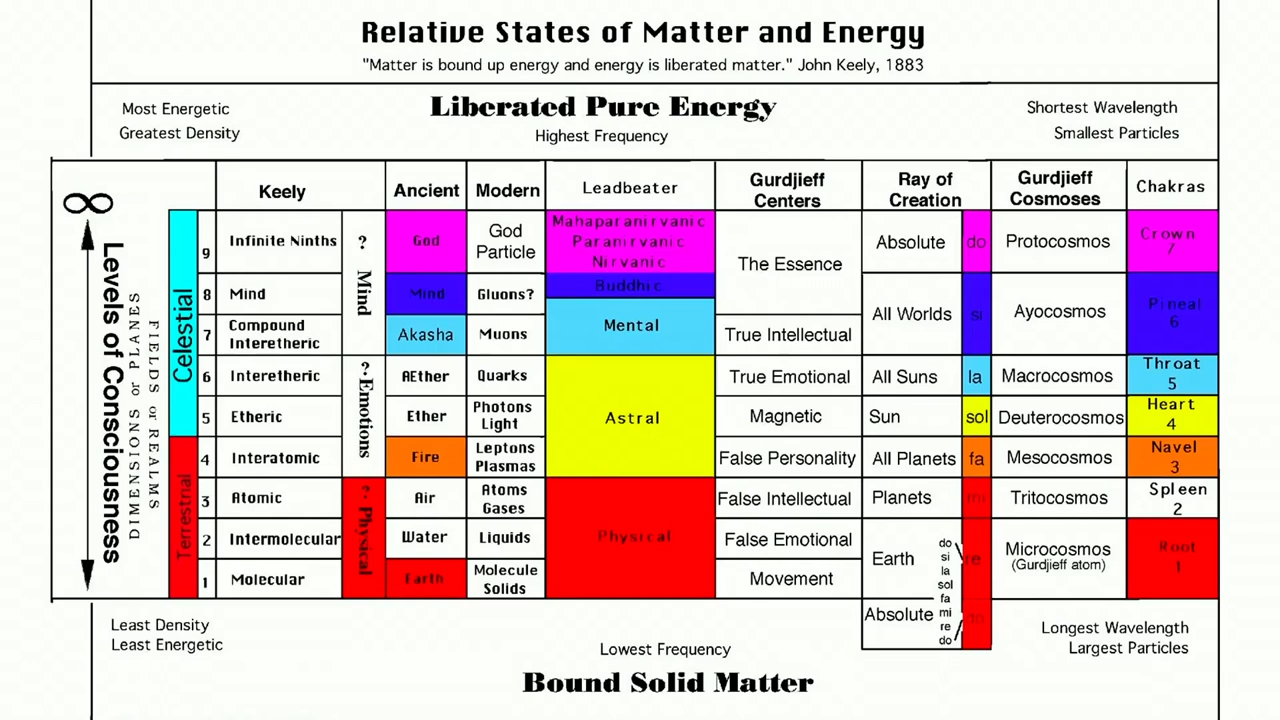 Relative States of Matter and Energy
"Matter is bound up energy and energy is liberated matter." John Keely, 1883
Most Energetic
Greatest Density
Liberated Pure Energy
Highest Frequency
Shortest Wavelength
Smallest Particles
∞
Levels of Consciousness
DIMENSIONS or PLANES
FIELDS or REALMS
Celestial
Terrestrial
Keely
Ancient
Modern
Leadbeater
Gurdjieff
Centers
Ray of
Creation
Gurdjieff
Cosmoses
Chakras
9
Infinite Ninths
? Mind
God
God
Particle
Mahaparanirvanic
Paranirvanic
Nirvanic
The Essence
Absolute
do
Protocosmos
Crown
7
8
Mind
Mind
Gluons?
Buddhic
All Worlds
si
Ayocosmos
Pineal
6
7
Compound
Interetheric
Akasha
Muons
Mental
True Intellectual
6
Interetheric
? Emotions
AEther
Quarks
Astral
True Emotional
All Suns
la
Macrocosmos
Throat
5
5
Etheric
Ether
Photons
Light
Magnetic
Sun
sol
Deuterocosmos
Heart
4
4
Interatomic
Fire
Leptons
Plasmas
False Personality
All Planets
fa
Mesocosmos
Navel
3
3
Atomic
? Physical
Air
Atoms
Gases
Physical
False Intellectual
Planets
mi
Tritocosmos
Spleen
2
2
Intermolecular
Water
Liquids
False Emotional
Earth
re
Microcosmos
(Gurdjieff atom)
Root
1
1
Molecular
Earth
Molecule
Solids
Movement
do
si
la
sol
fa
mi
re
do
Absolute
do
Least Density
Least Energetic
Lowest Frequency
Bound Solid Matter
Longest Wavelength
Largest Particles